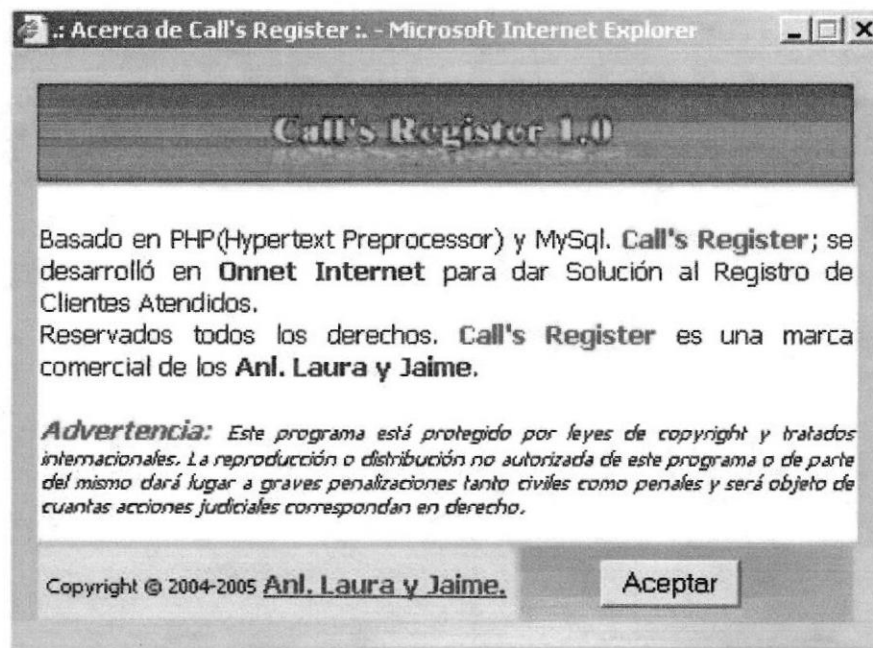 .: Acerca de Call's Register :. - Microsoft Internet Explorer
Call's Register 1.0
Basado en PHP(Hypertext Preprocessor) y MySql. Call's Register; se
desarrolló en Onnet Internet para dar Solución al Registro de
Clientes Atendidos.
Reservados todos los derechos. Call's Register es una marca
comercial de los Anl. Laura y Jaime.
Advertencia: Este programa está protegido por leyes de copyright y tratados
internacionales. La reproducción o distribución no autorizada de este programa o de parte
del mismo dará lugar a graves penalizaciones tanto civiles como penales y será objeto de
cuantas acciones judiciales correspondan en derecho.
Copyright © 2004-2005 Anl. Laura y Jaime.
Aceptar